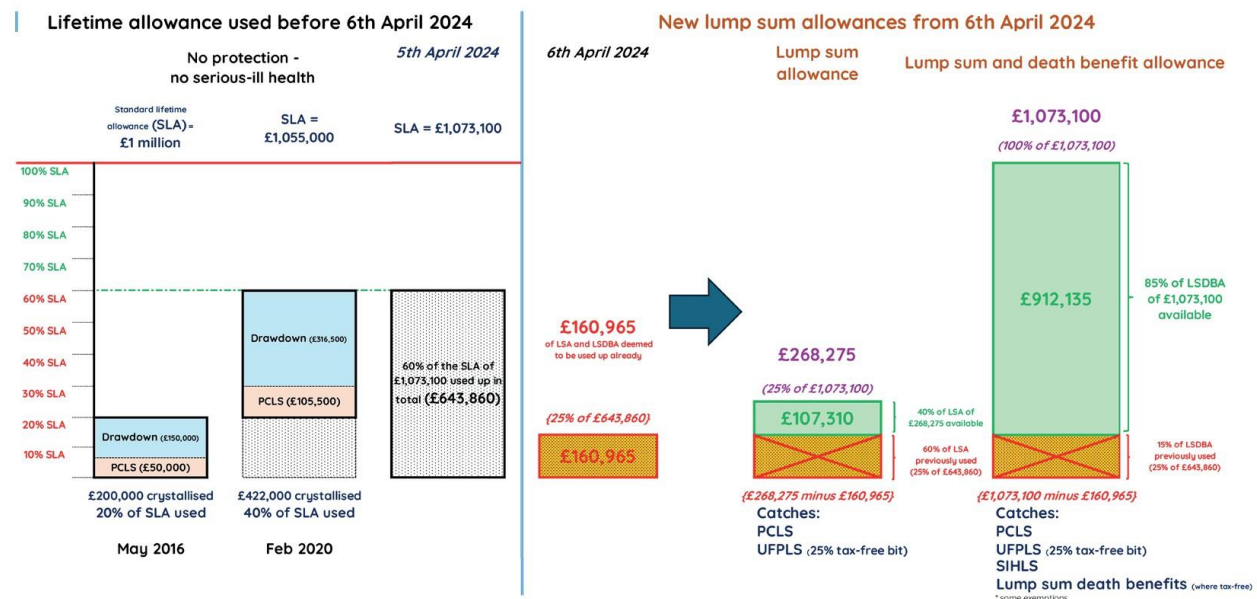 Lifetime allowance used before 6th April 2024
No protection -
no serious-ill health
5th April 2024
Standard lifetime
allowance (SLA) =
£1 million
SLA =
£1,055,000
SLA = £1,073,100
100% SLA
90% SLA
80% SLA
70% SLA
60% SLA
50% SLA
40% SLA
30% SLA
20% SLA
10% SLA
Drawdown (£150,000)
PCLS (£50,000)
Drawdown (£316,500)
PCLS (£105,500)
60% of the SLA of
£1,073,100 used up in
total (£643,860)
£200,000 crystallised
20% of SLA used
May 2016
£422,000 crystallised
40% of SLA used
Feb 2020
New lump sum allowances from 6th April 2024
6th April 2024
Lump sum
allowance
Lump sum and death benefit allowance
£160,965
of LSA and LSDBA deemed
to be used up already
{25% of £643,860}
£160,965
£268,275
(25% of £1,073,100)
£107,310
40% of LSA of
£268,275 available
60% of LSA
previously used
(25% of £643,860)
{£268,275 minus £160,965}
Catches:
PCLS
UFPLS (25% tax-free bit)
£1,073,100
(100% of £1,073,100)
£912,135
85% of LSDBA
of £1,073,100
available
15% of LSDBA
previously used
(25% of £643,860)
{£1,073,100 minus £160,965}
Catches:
PCLS
UFPLS (25% tax-free bit)
SIHLS
Lump sum death benefits (where tax-free)
* some exemptions